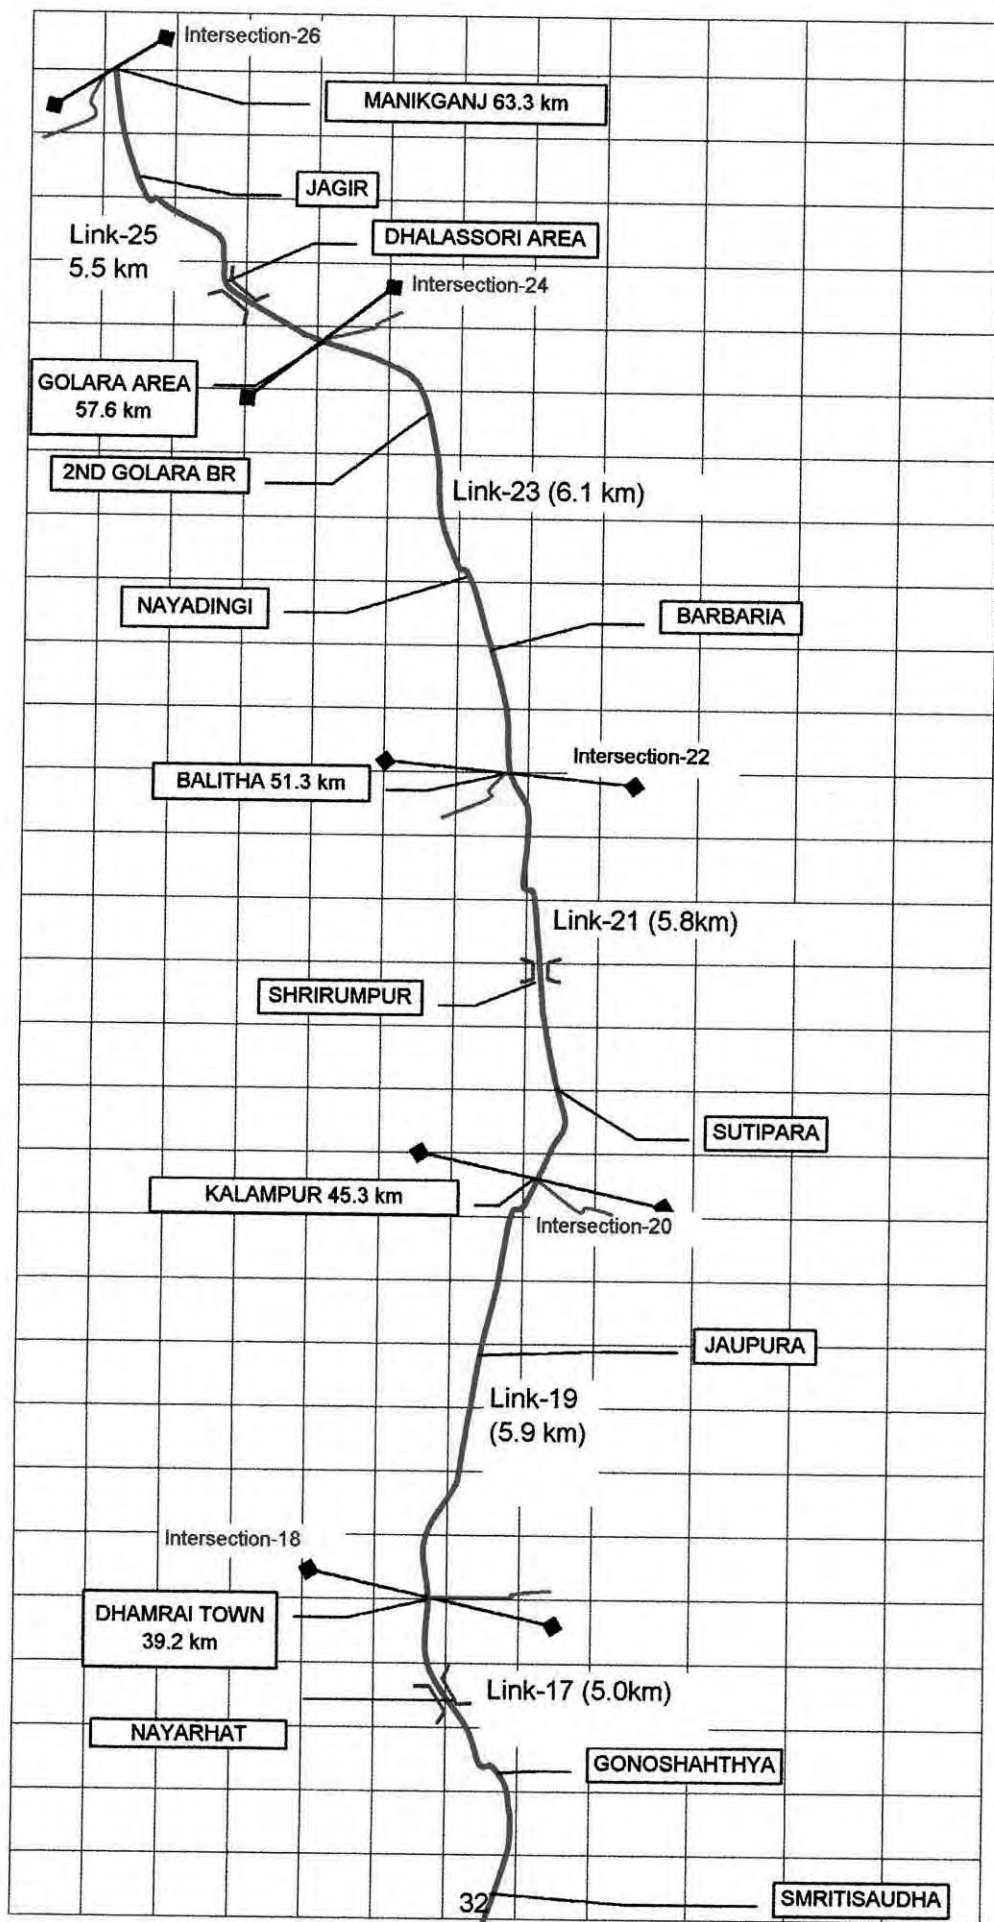 Intersection-26
MANIKGANJ 63.3 km
JAGIR
Link-25
5.5 km
DHALASSORI AREA
Intersection-24
GOLARA AREA
57.6 km
2ND GOLARA BR
Link-23 (6.1 km)
NAYADINGI
BARBARIA
Intersection-22
BALITHA 51.3 km
Link-21 (5.8km)
SHRIRUMPUR
SUTIPARA
KALAMPUR 45.3 km
Intersection-20
JAUPURA
Link-19
(5.9 km)
Intersection-18
DHAMRAI TOWN
39.2 km
Link-17 (5.0km)
NAYARHAT
GONOSHAHTHYA
32
SMRITISAUDHA